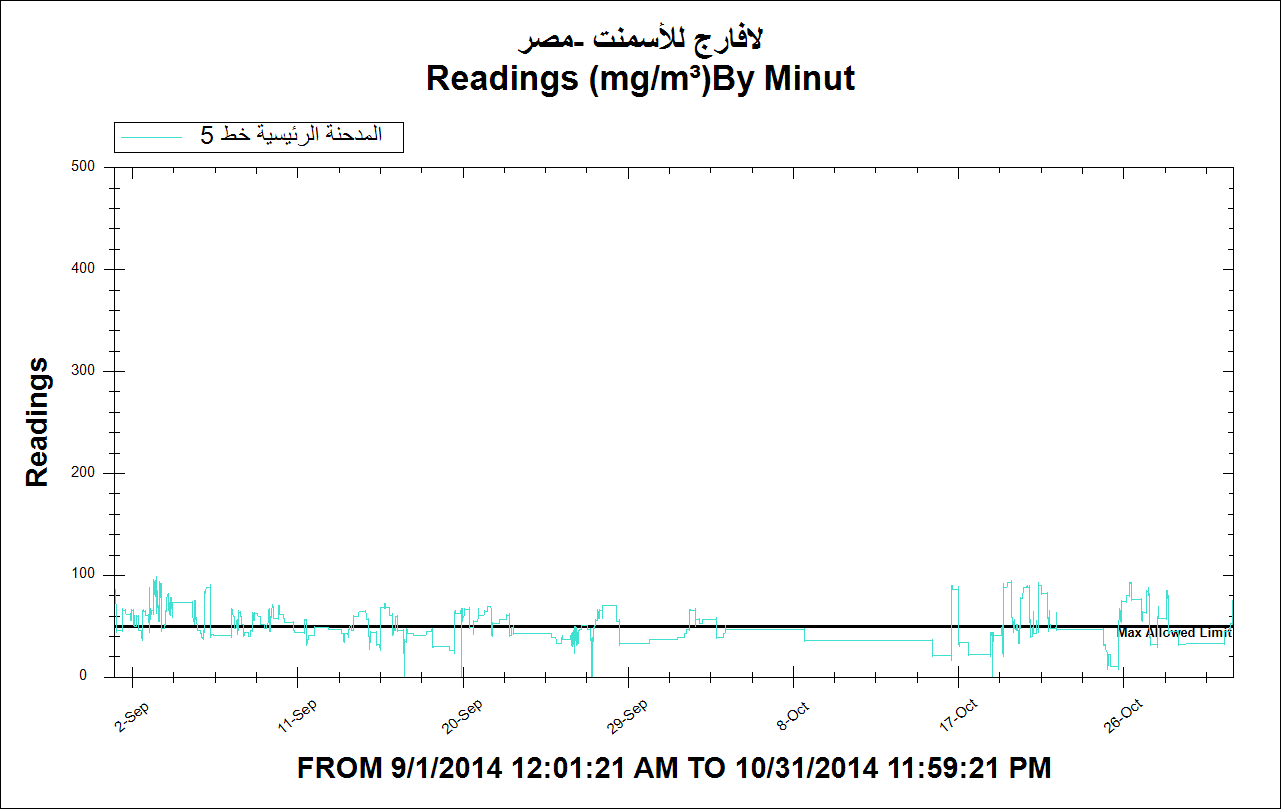 لافارج للأسمنت -مصر
Readings (mg/m³)By Minut
المدخنة الرئيسية خط 5
500
400
300
200
100
0
Readings
Max Allowed Limit
2-Sep
11-Sep
20-Sep
29-Sep
8-Oct
17-Oct
26-Oct
FROM 9/1/2014 12:01:21 AM TO 10/31/2014 11:59:21 PM